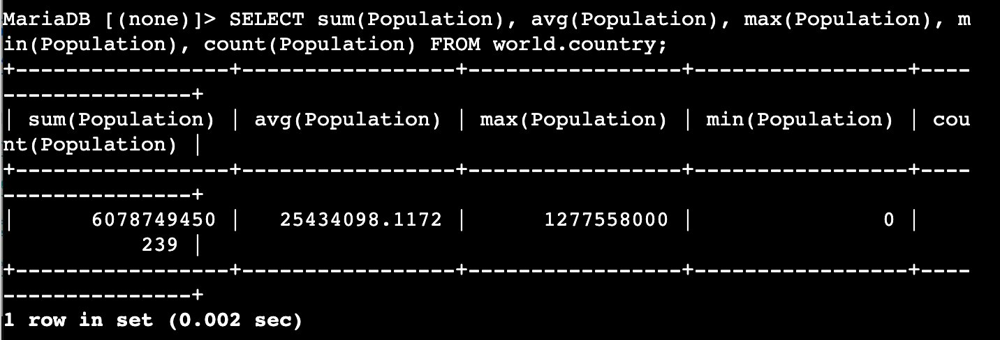 MariaDB [(none)]> SELECT sum(Population), avg(Population), max(Population), m
in(Population), count(Population) FROM world.country;
+-----------------+-----------------+-----------------+-----------------+----
---------------+
| sum(Population) | avg(Population) | max(Population) | min(Population) | cou
nt(Population) |
+-----------------+-----------------+-----------------+-----------------+----
---------------+
|      6078749450 |   25434098.1172 |      1277558000 |               0 |
           239 |
+-----------------+-----------------+-----------------+-----------------+----
---------------+
1 row in set (0.002 sec)